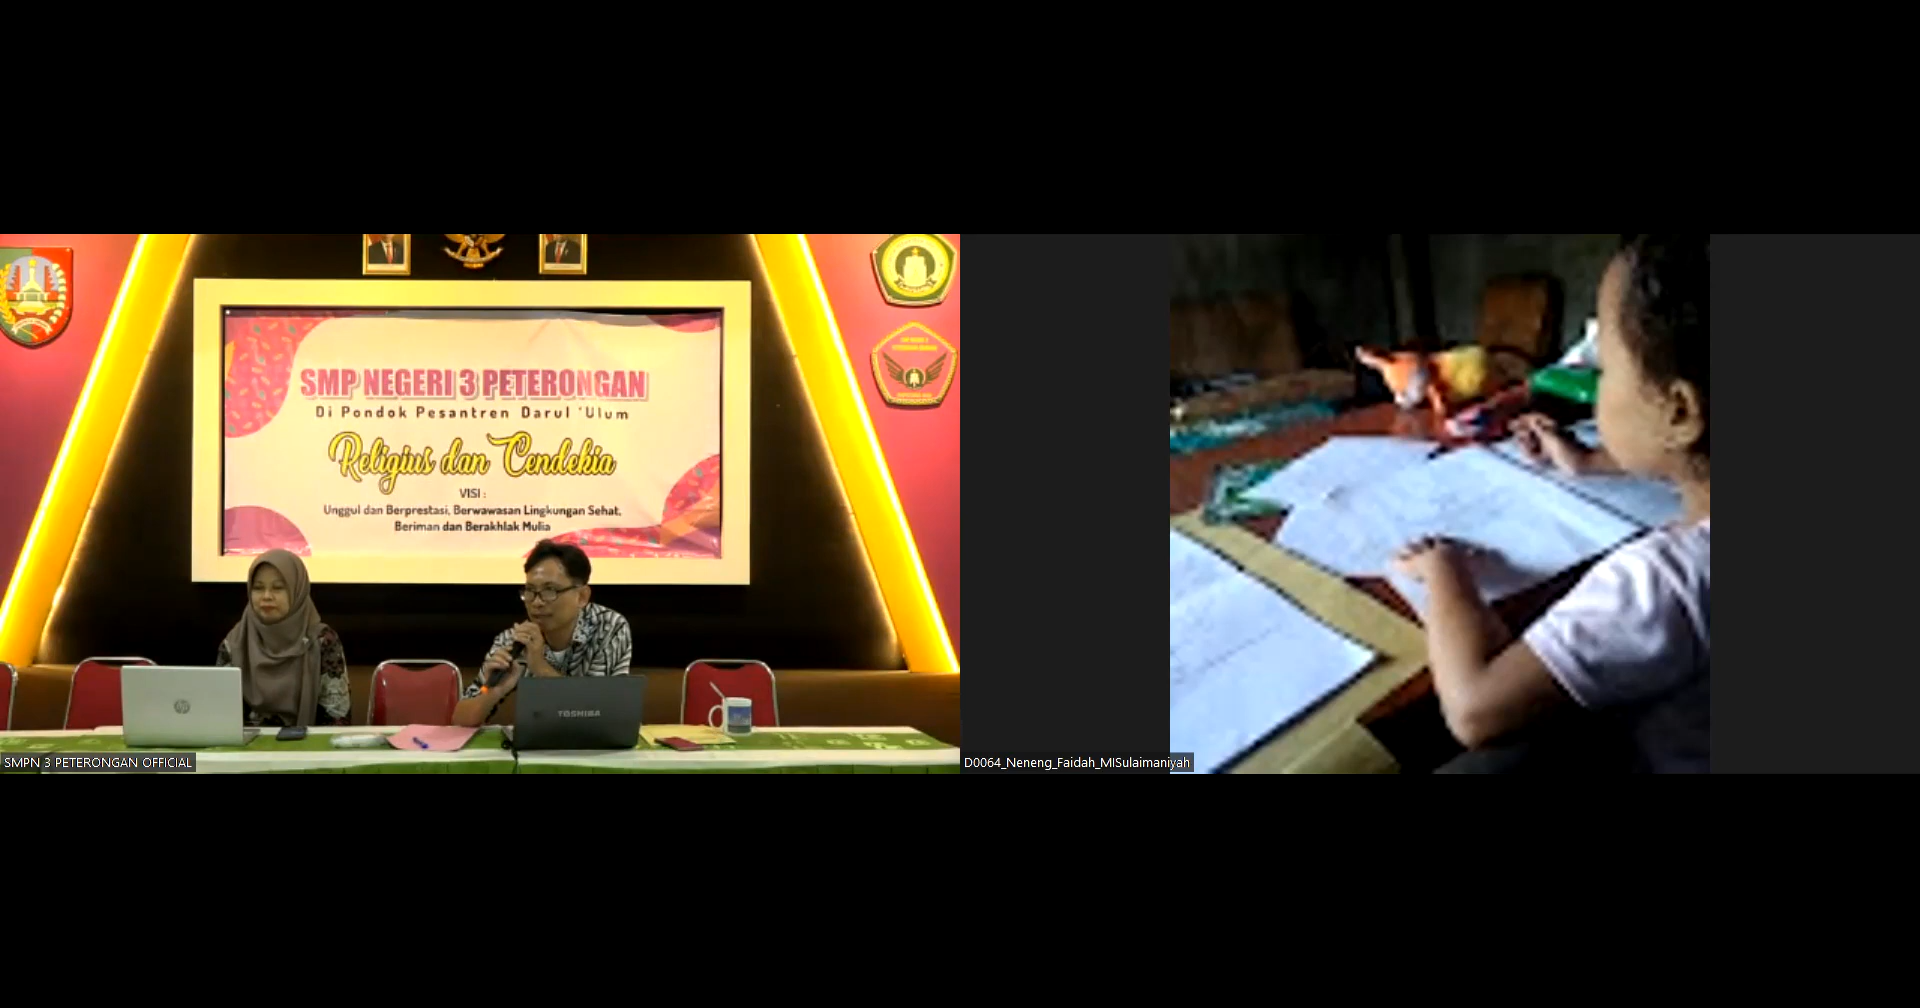 SMP NEGERI 3 PETERONGAN
Di Pondok Pesantren Darul 'Ulum
Religius dan Cendekia
VISI :
Unggul dan Berprestasi, Berwawasan Lingkungan Sehat,
Beriman dan Berakhlak Mulia
hp
TOSHIBA
SMPN 3 PETERONGAN OFFICIAL
D0064_Neneng_Faidah_MISulaimaniyah